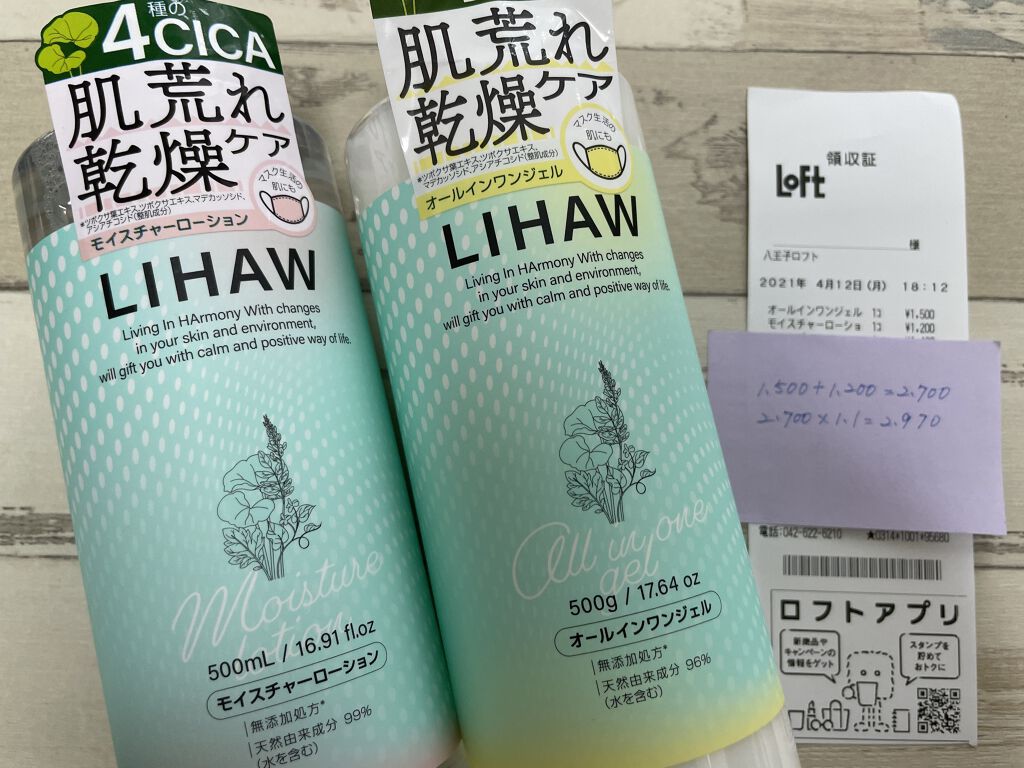 4種のCICA
肌荒れ
乾燥ケア
マスク生活の
肌にも
*ツボクサ葉エキス、ツボクサエキス、マデカッソシド、
アシアチコシド(整肌成分)
モイスチャーローション
LIHAW
Living In HArmony With changes
in your skin and environment,
will gift you with calm and positive way of life.
Moisture
Lotion
500mL / 16.91 fl.oz
モイスチャーローション
無添加処方*
天然由来成分 99%
(水を含む)
肌荒れ
乾燥ケア
マスク生活の
肌にも
*ツボクサ葉エキス、ツボクサエキス、
マデカッソシド、アシアチコシド(整肌成分)
オールインワンジェル
LIHAW
Living In HArmony With changes
in your skin and environment,
will gift you with calm and positive way of life.
All in one
gel
500g / 17.64 oz
オールインワンジェル
無添加処方*
天然由来成分 96%
(水を含む)
領収証
LOFT
様
八王子ロフト
2021年 4月12日(月) 18:12
オールインワンジェル 1コ ¥1,500
モイスチャーローショ 1コ ¥1,200
1.500+1.200=2.700
2.700×1.1=2.970
電話:042-622-6210 ★0314*1001*95680
ロフトアプリ
新商品や
キャンペーンの
情報をゲット
スタンプを
貯めて
おトクに